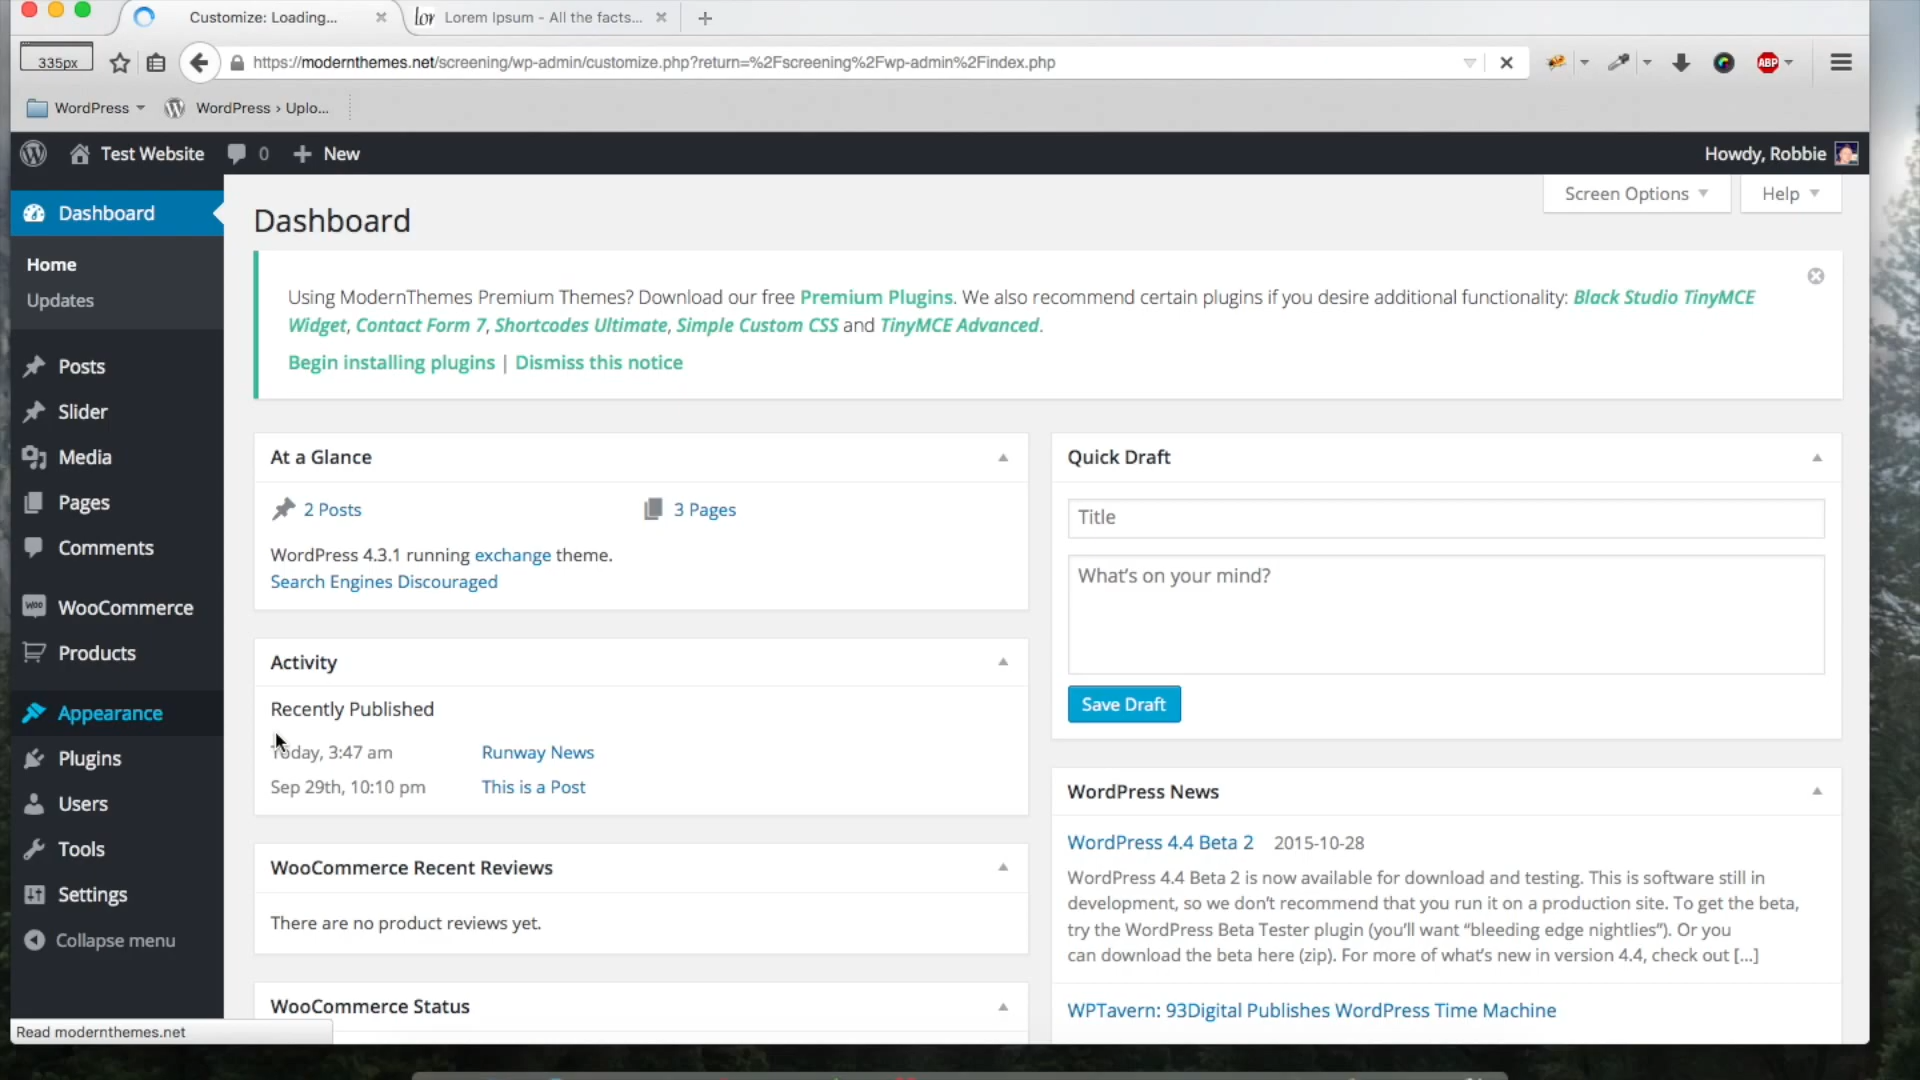 Customize: Loading...
lor Lorem Ipsum - All the facts...
335px
https://modernthemes.net/screening/wp-admin/customize.php?return=%2Fscreening%2Fwp-admin%2Findex.php
ABP
WordPress
WordPress › Uplo...
Test Website
0
New
Howdy, Robbie
Screen Options
Help
Dashboard
Home
Updates
Posts
Slider
Media
Pages
Comments
WooCommerce
Products
Appearance
Plugins
Users
Tools
Settings
Collapse menu
Read modernthemes.net
Dashboard
Using ModernThemes Premium Themes? Download our free Premium Plugins. We also recommend certain plugins if you desire additional functionality: Black Studio TinyMCE
Widget, Contact Form 7, Shortcodes Ultimate, Simple Custom CSS and TinyMCE Advanced.
Begin installing plugins | Dismiss this notice
At a Glance
2 Posts
3 Pages
WordPress 4.3.1 running exchange theme.
Search Engines Discouraged
Activity
Recently Published
Today, 3:47 am Runway News
Sep 29th, 10:10 pm This is a Post
WooCommerce Recent Reviews
There are no product reviews yet.
WooCommerce Status
Quick Draft
Title
What's on your mind?
Save Draft
WordPress News
WordPress 4.4 Beta 2 2015-10-28
WordPress 4.4 Beta 2 is now available for download and testing. This is software still in
development, so we don't recommend that you run it on a production site. To get the beta,
try the WordPress Beta Tester plugin (you'll want “bleeding edge nightlies”). Or you
can download the beta here (zip). For more of what's new in version 4.4, check out [...]
WPTavern: 93Digital Publishes WordPress Time Machine